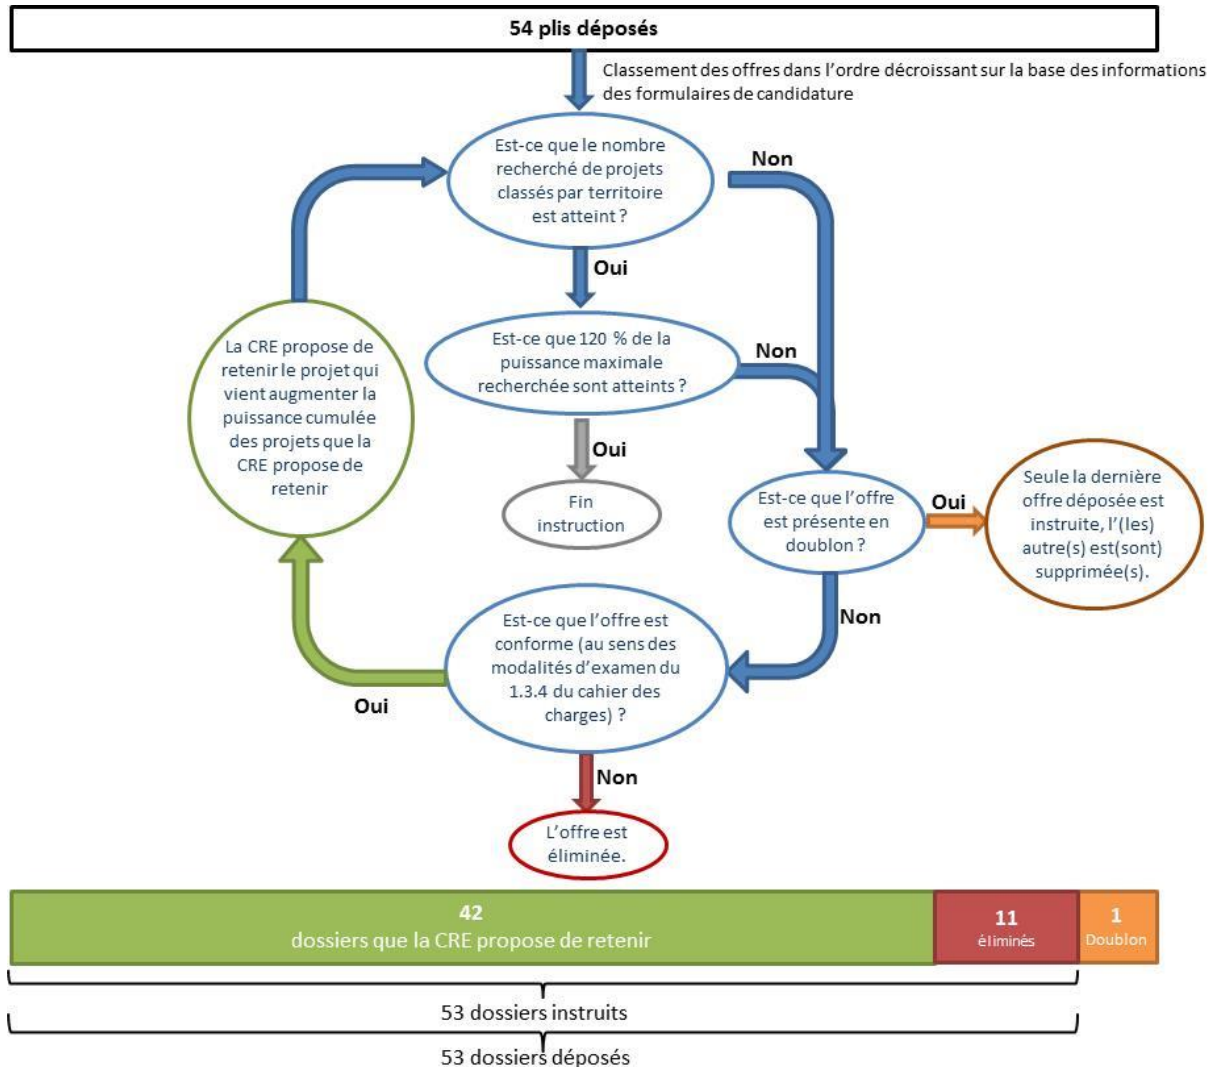 54 plis déposés
Classement des offres dans l'ordre décroissant sur la base des informations
des formulaires de candidature
Est-ce que le nombre
recherché de projets
classés par territoire
est atteint ?
Non
Oui
La CRE propose de
retenir le projet qui
vient augmenter la
puissance cumulée
des projets que la
CRE propose de
retenir
Est-ce que 120 % de la
puissance maximale
recherchée sont atteints ?
Non
Oui
Fin
instruction
Est-ce que l'offre
est présente en
doublon ?
Oui
Seule la dernière
offre déposée est
instruite, l'(les)
autre(s) est(sont)
supprimée(s).
Non
Est-ce que l'offre est
conforme (au sens des
modalités d'examen du
1.3.4 du cahier des
charges) ?
Oui
Non
L'offre est
éliminée.
42
dossiers que la CRE propose de retenir
11
éliminés
1
Doublon
53 dossiers instruits
53 dossiers déposés